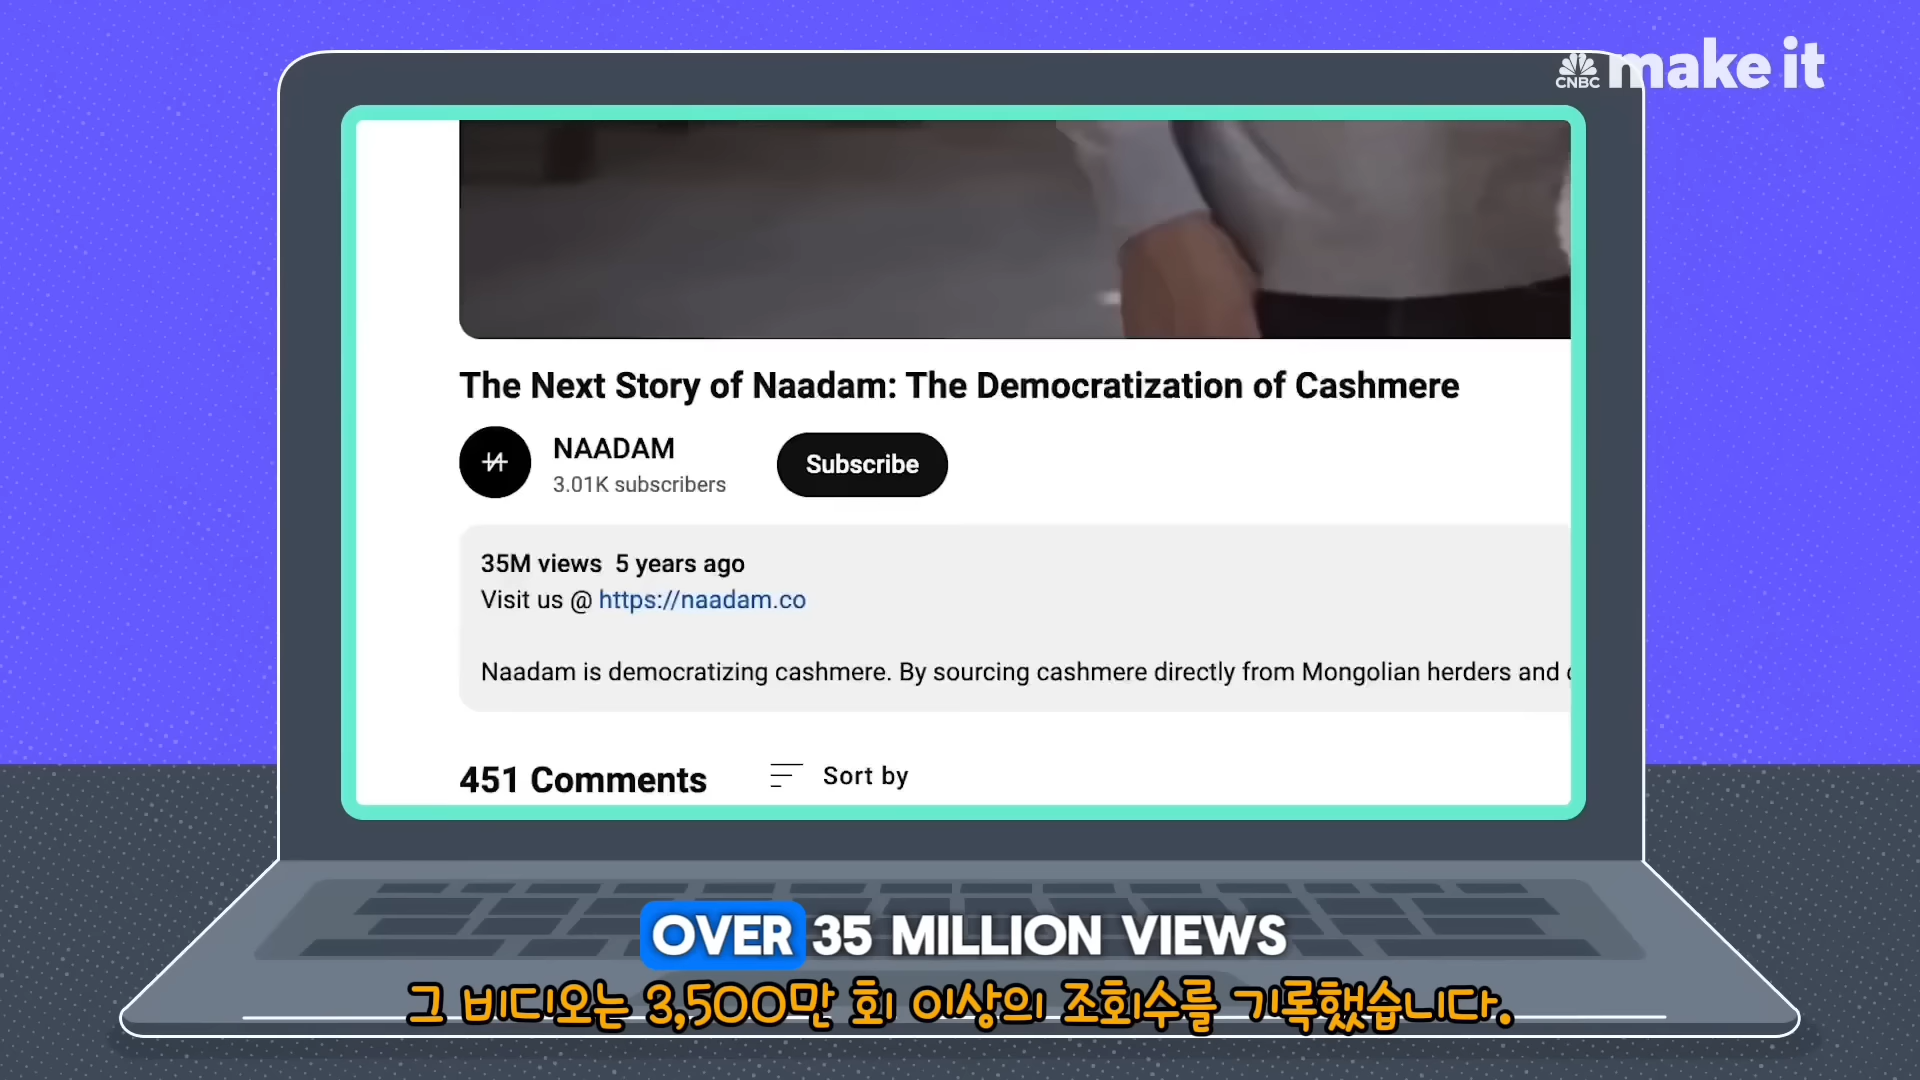 CNBC make it
The Next Story of Naadam: The Democratization of Cashmere
NAADAM
3.01K subscribers
Subscribe
35M views 5 years ago
Visit us @ https://naadam.co
Naadam is democratizing cashmere. By sourcing cashmere directly from Mongolian herders and
451 Comments
Sort by
OVER 35 MILLION VIEWS
그 비디오는 3,500만 회 이상의 조회수를 기록했습니다.